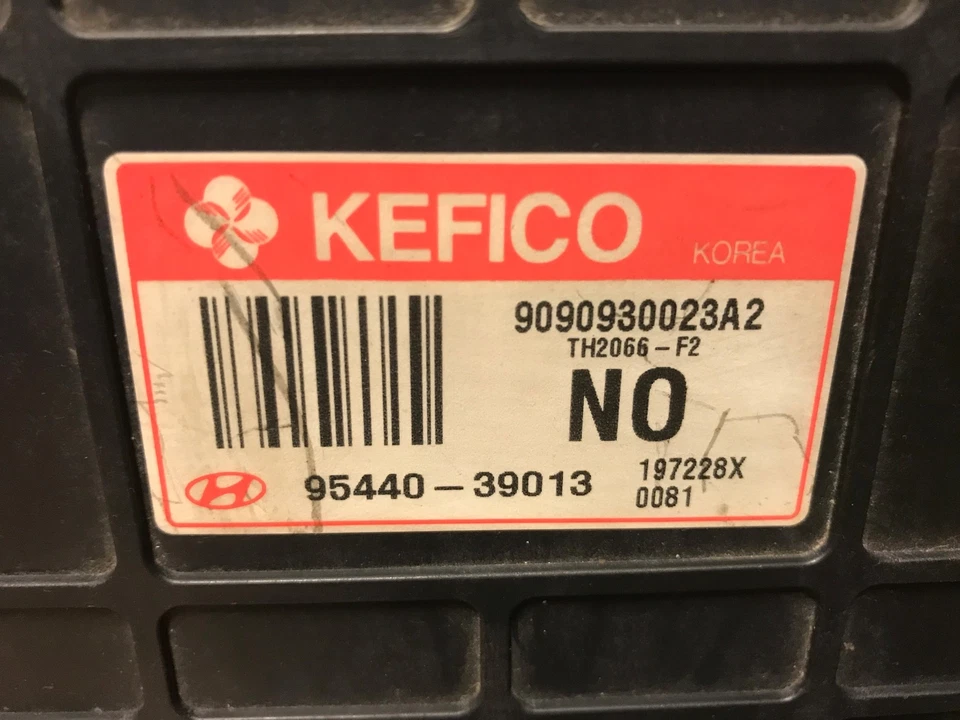 KEFICO KOREA
9090930023A2
TH2066-F2
NO
95440-39013
197228X
0081